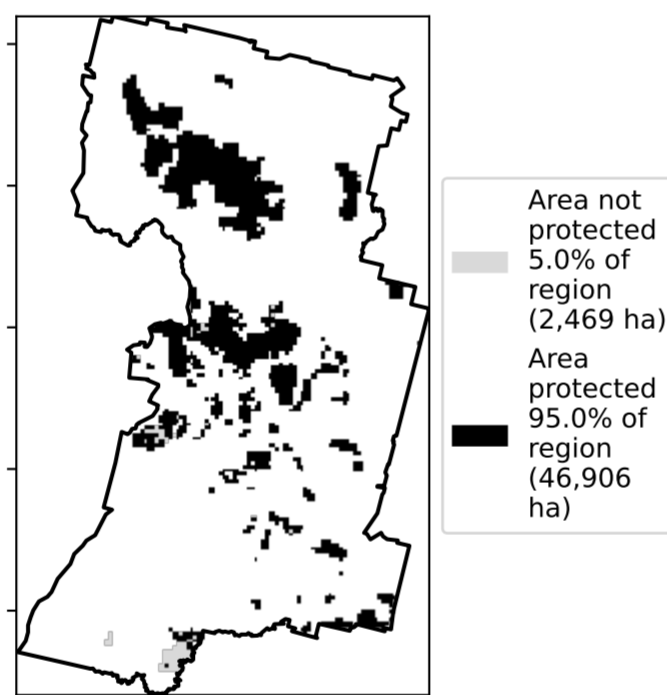 Area not
protected
5.0% of
region
(2,469 ha)
Area
protected
95.0% of
region
(46,906
ha)